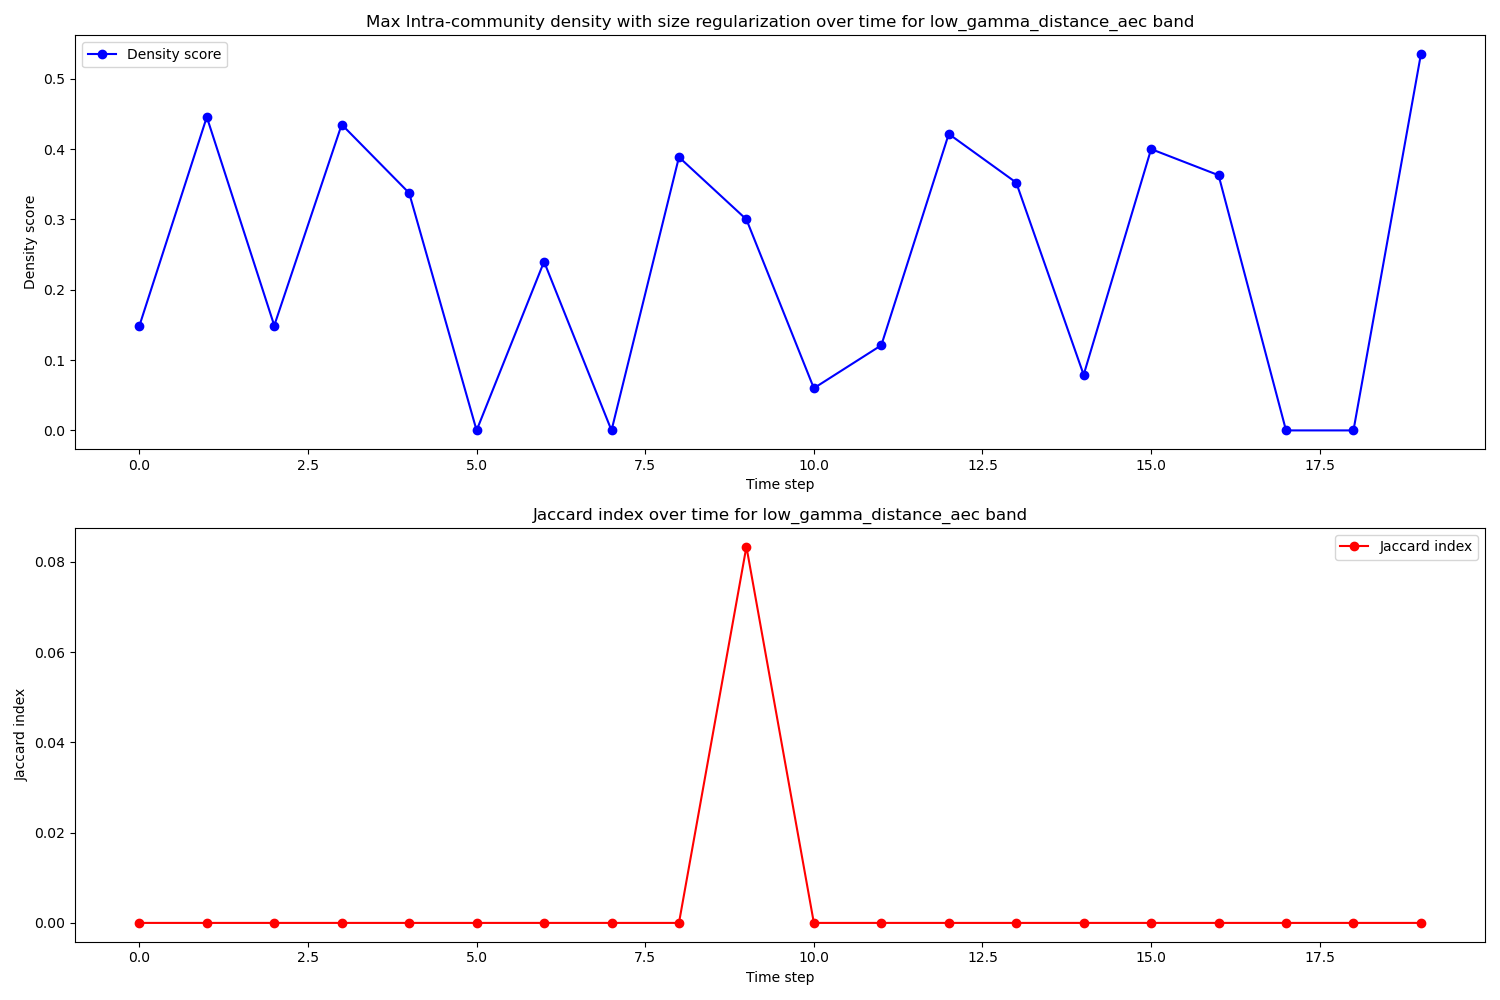 Max Intra-community density with size regularization over time for low_gamma_distance_aec band
Density score
Density score
0.5
0.4
0.3
0.2
0.1
0.0
0.0 2.5 5.0 7.5 10.0 12.5 15.0 17.5
Time step
Jaccard index over time for low_gamma_distance_aec band
Jaccard index
Jaccard index
0.08
0.06
0.04
0.02
0.00
0.0 2.5 5.0 7.5 10.0 12.5 15.0 17.5
Time step